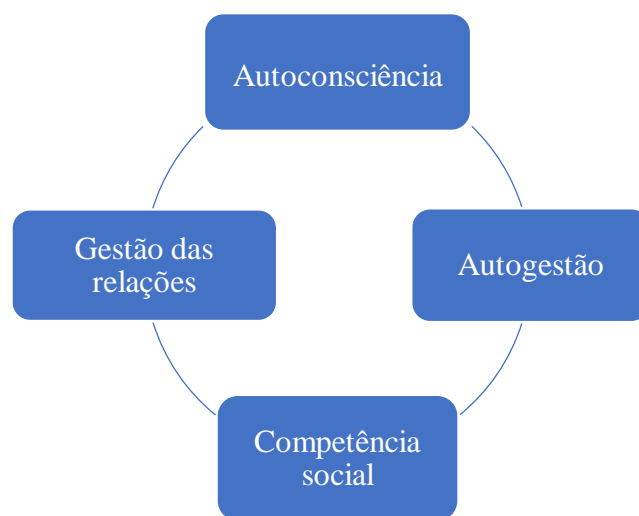 Autoconsciência
Autogestão
Competência
social
Gestão das
relações